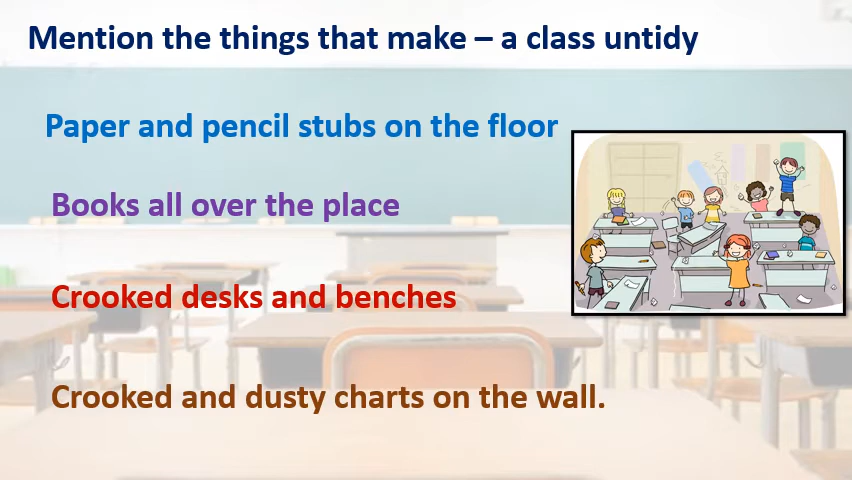 Mention the things that make – a class untidy
Paper and pencil stubs on the floor
Books all over the place
Crooked desks and benches
Crooked and dusty charts on the wall.